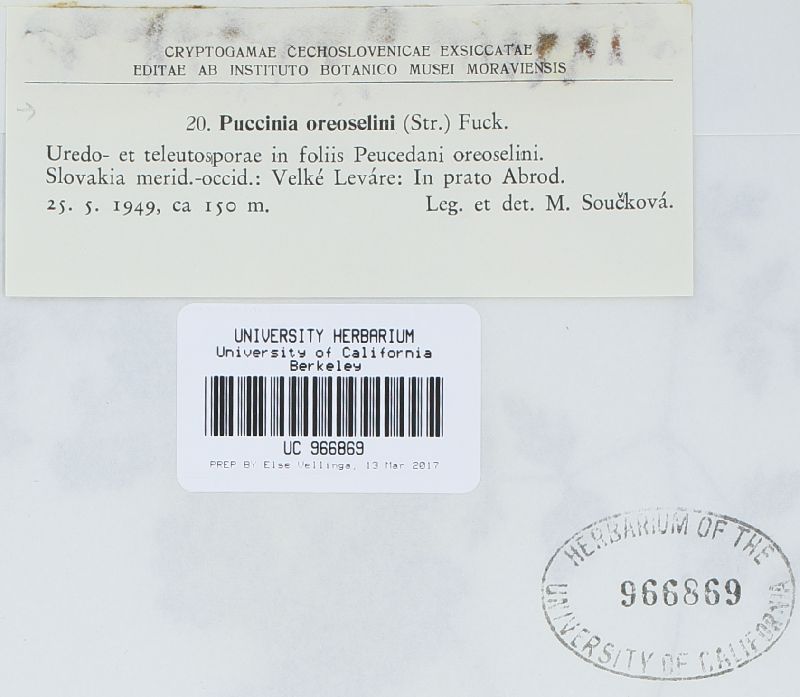 CRYPTOGAMAE ČECHOSLOVENICAE EXSICCATAE
EDITAE AB INSTITUTO BOTANICO MUSEI MORAVIENSIS
20. Puccinia oreoselini (Str.) Fuck.
Uredo- et teleutosporae in foliis Peucedani oreoselini.
Slovakia merid.-occid.: Velké Leváre: In prato Abrod.
25. 5. 1949, ca 150 m. Leg. et det. M. Součková.
UNIVERSITY HERBARIUM
University of California
Berkeley
UC 966869
PREP BY Else Vellinga, 13 Mar 2017
HERBARIUM OF THE
966869
UNIVERSITY OF CALIFORNIA